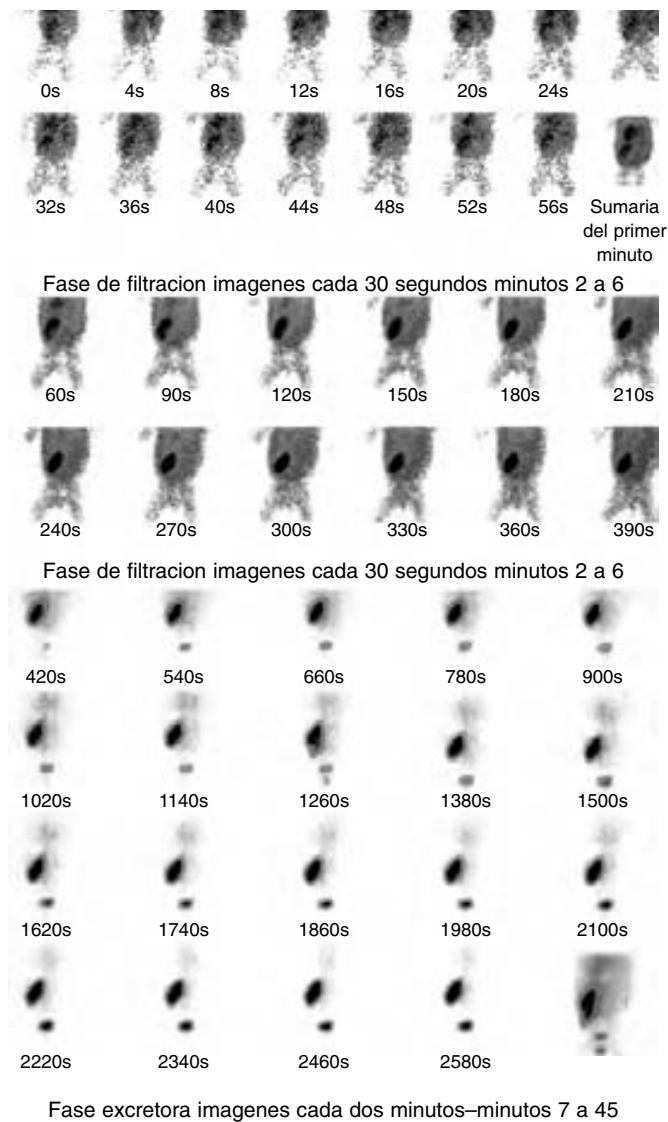 0s 4s 8s 12s 16s 20s 24s
32s 36s 40s 44s 48s 52s 56s Sumaria
del primer
minuto
Fase de filtracion imagenes cada 30 segundos minutos 2 a 6
60s 90s 120s 150s 180s 210s
240s 270s 300s 330s 360s 390s
Fase de filtracion imagenes cada 30 segundos minutos 2 a 6
420s 540s 660s 780s 900s
1020s 1140s 1260s 1380s 1500s
1620s 1740s 1860s 1980s 2100s
2220s 2340s 2460s 2580s
Fase excretora imagenes cada dos minutos–minutos 7 a 45